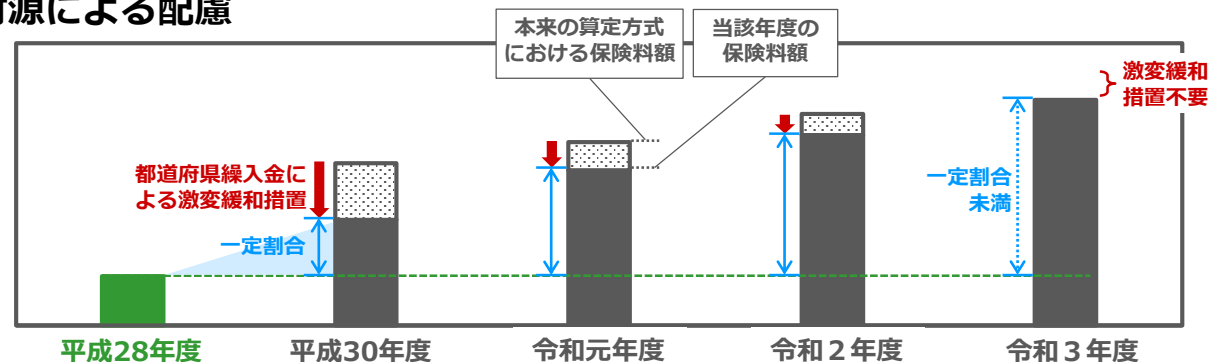 財源による配慮
本来の算定方式
における保険料額
当該年度の
保険料額
激変緩和
措置不要
都道府県繰入金に
よる激変緩和措置
一定割合
一定割合
未満
平成28年度
平成30年度
令和元年度
令和２年度
令和３年度